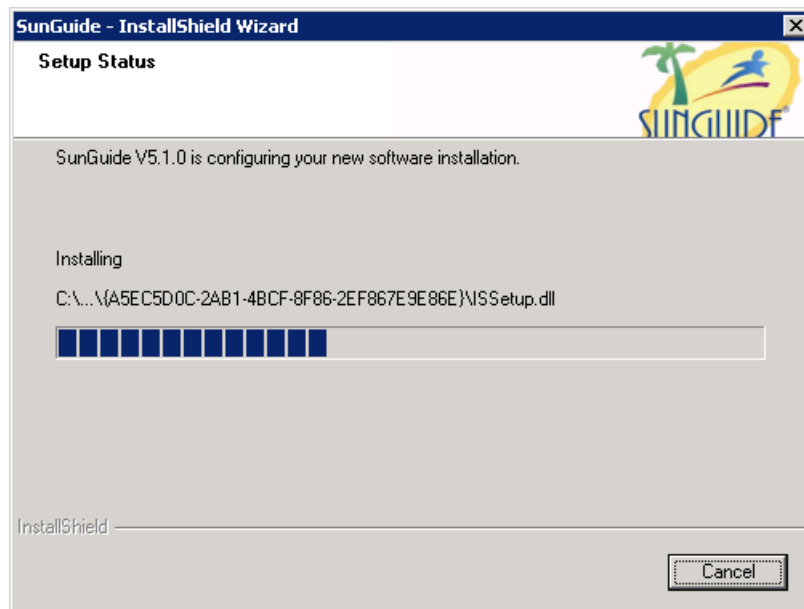 SunGuide - InstallShield Wizard
Setup Status
SUNGUIDE®
SunGuide V5.1.0 is configuring your new software installation.
Installing
C:\...\{A5EC5D0C-2AB1-4BCF-8F86-2EF867E9E86E}\ISSetup.dll
InstallShield
Cancel